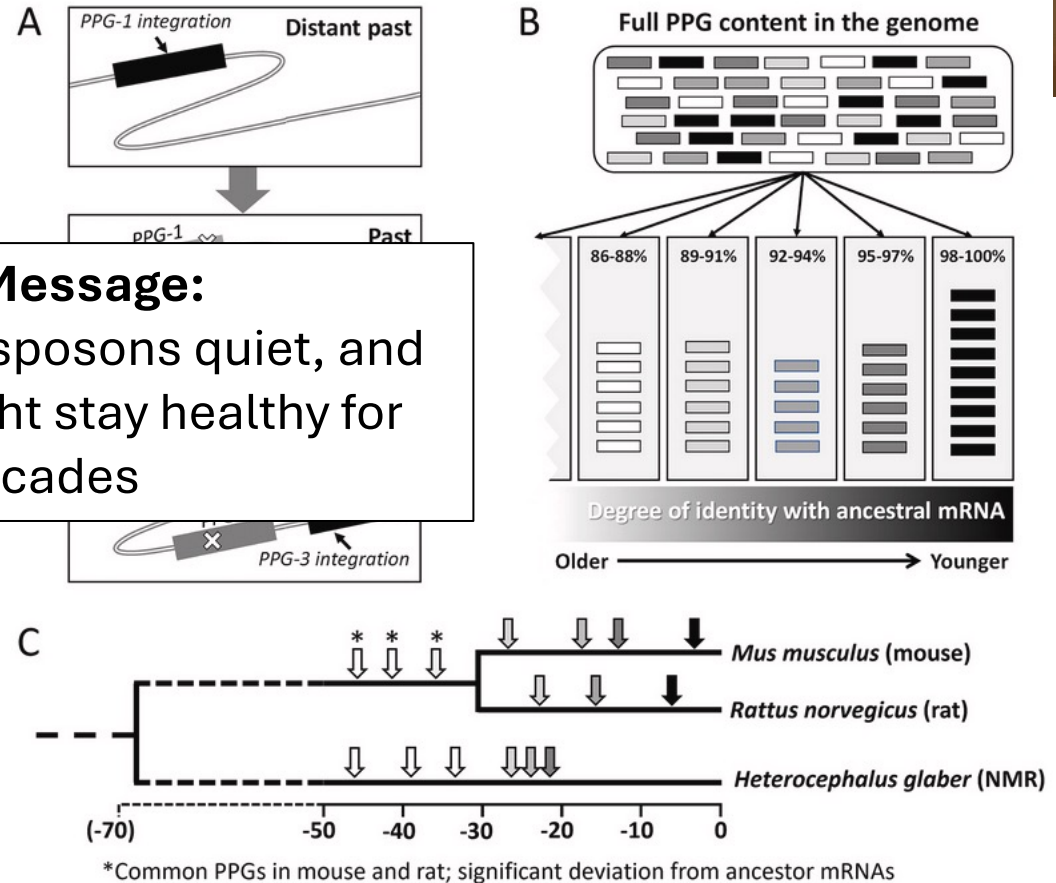 A
PPG-1 integration
Distant past
PPG-1
Past
Message:
sposons quiet, and
ht stay healthy for
cades
PPG-3 integration
B
Full PPG content in the genome
86-88%
89-91%
92-94%
95-97%
98-100%
Degree of identity with ancestral mRNA
Older
Younger
C
* * *
Mus musculus (mouse)
Rattus norvegicus (rat)
Heterocephalus glaber (NMR)
(-70) -50 -40 -30 -20 -10 0
*Common PPGs in mouse and rat; significant deviation from ancestor mRNAs